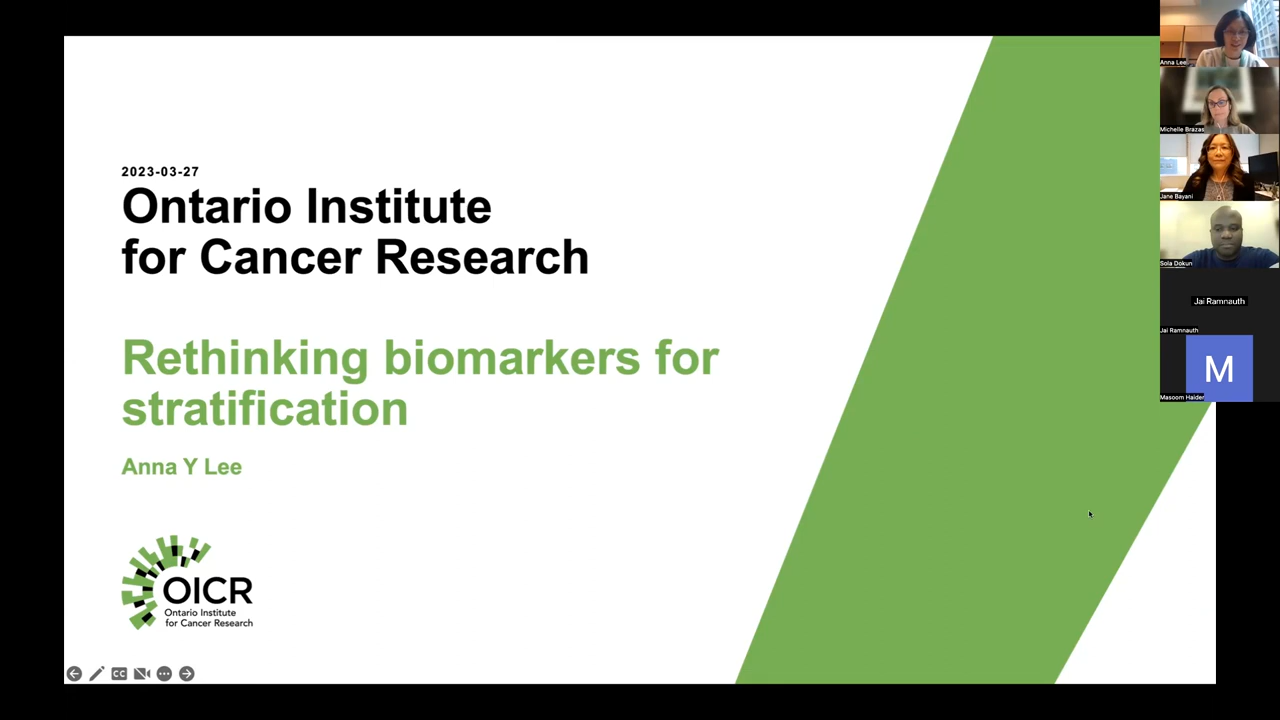 2023-03-27
Ontario Institute
for Cancer Research
Rethinking biomarkers for
stratification
Anna Y Lee
OICR
Ontario Institute
for Cancer Research
CC
Anna Lee
Michelle Brazas
Jane Bayani
Sola Dokun
Jai Ramnauth
Jai Ramnauth
M
Masoom Haider